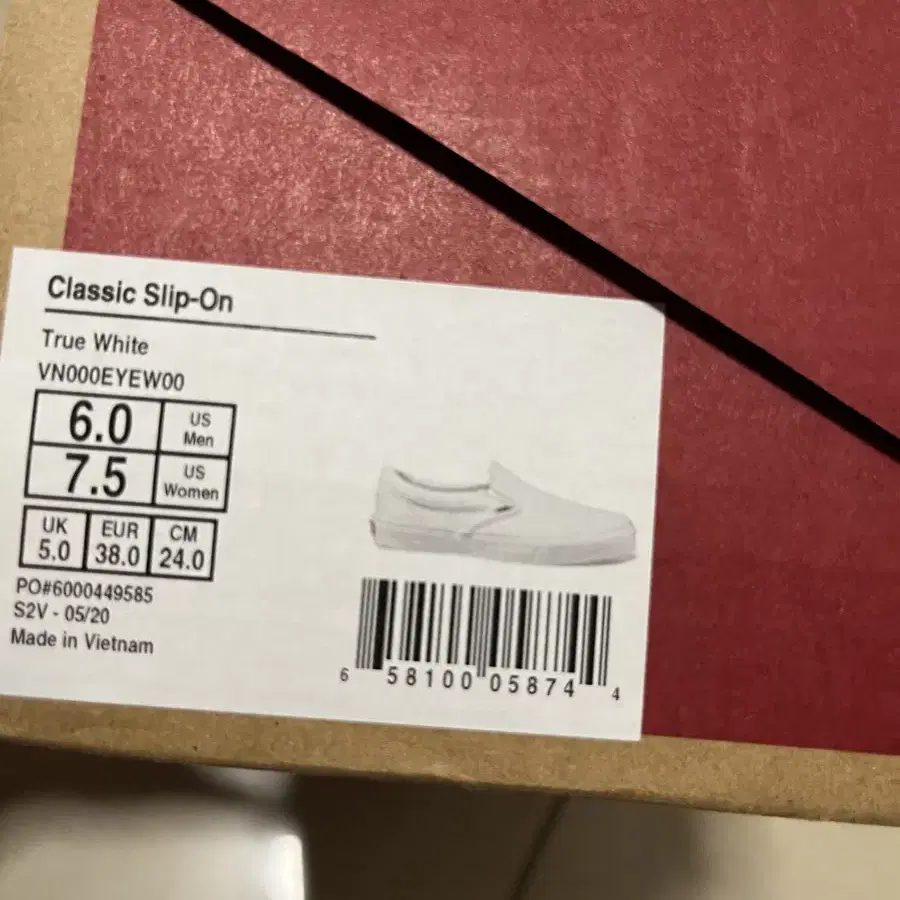 Classic Slip-On
True White
VN000EYEW00
6.0 US Men
7.5 US Women
UK EUR CM
5.0 38.0 24.0
PO#6000449585
S2V - 05/20
Made in Vietnam
6 58100 05874 4